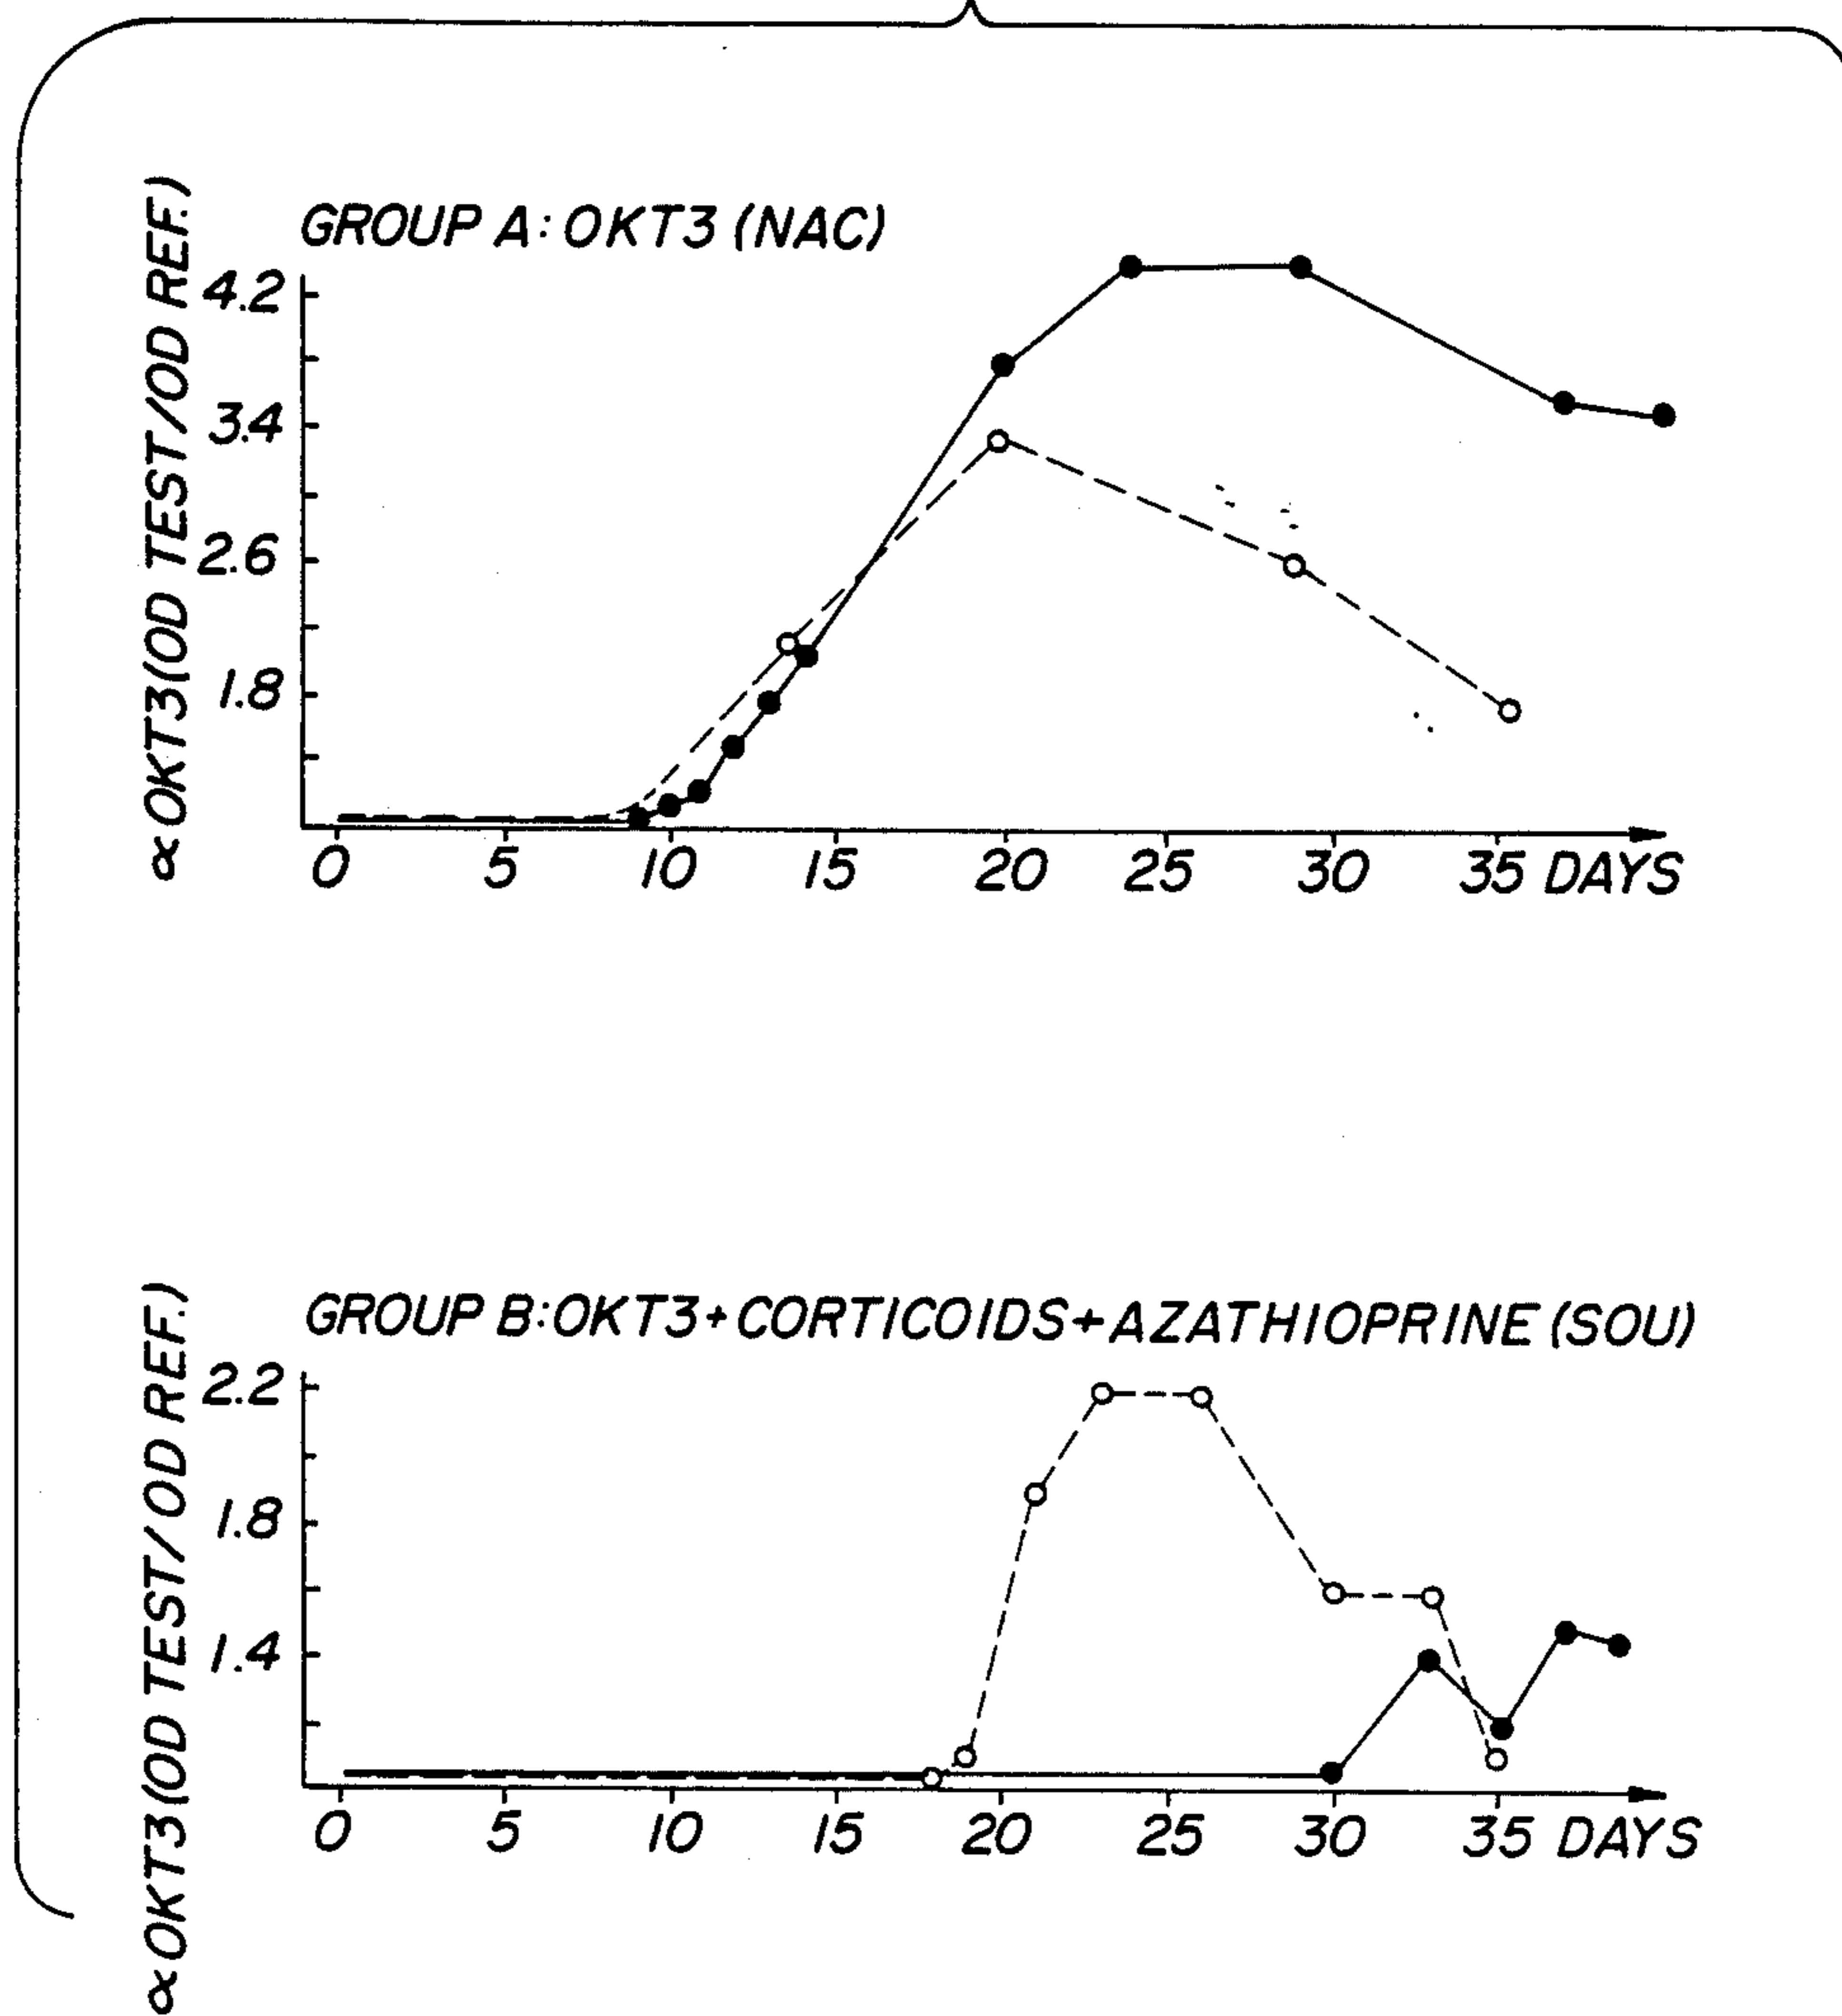 GROUP A: OKT3 (NAC)
∝ OKT3 (OD TEST/OD REF.)
4.2
3.4
2.6
1.8
0 5 10 15 20 25 30 35 DAYS
GROUP B: OKT3+CORTICOIDS+AZATHIOPRINE (SOU)
∝ OKT3 (OD TEST/OD REF.)
2.2
1.8
1.4
0 5 10 15 20 25 30 35 DAYS